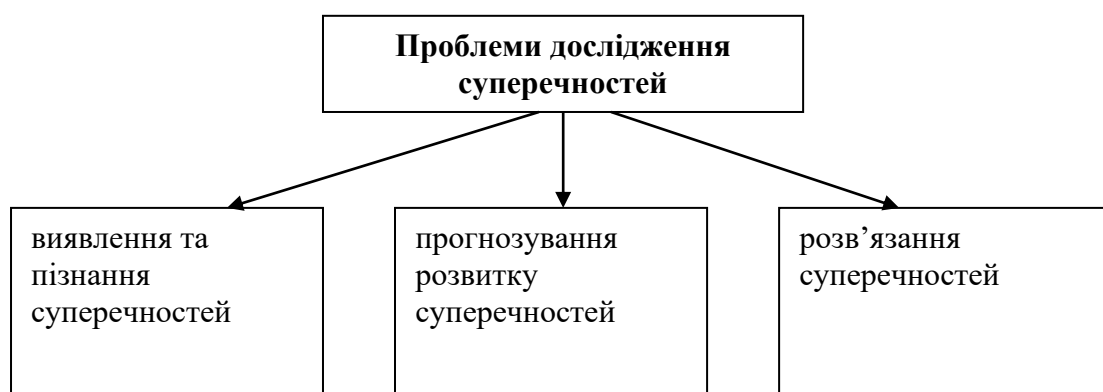 Проблеми дослідження
суперечностей
виявлення та
пізнання
суперечностей
прогнозування
розвитку
суперечностей
розв’язання
суперечностей